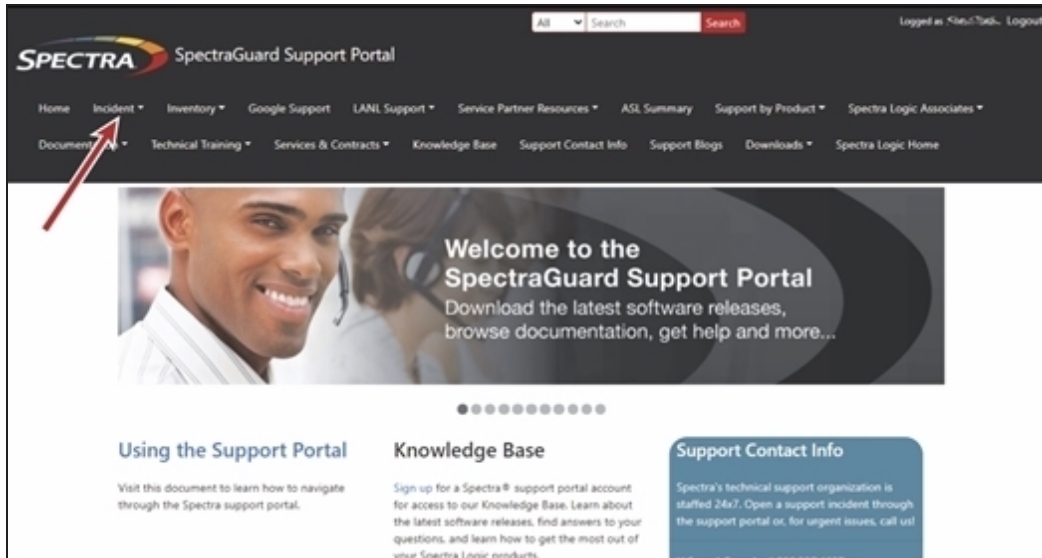 All Search Search Logged as Logout
SPECTRA SpectraGuard Support Portal
Home Incident Inventory Google Support LANL Support Service Partner Resources ASL Summary Support by Product Spectra Logic Associates
Technical Training Services & Contracts Knowledge Base Support Contact Info Support Blogs Downloads Spectra Logic Home
Welcome to the
SpectraGuard Support Portal
Download the latest software releases,
browse documentation, get help and more...
Using the Support Portal
Visit this document to learn how to navigate
through the Spectra support portal.
Knowledge Base
Sign up for a Spectra® support portal account
for access to our Knowledge Base. Learn about
the latest software releases, find answers to your
questions, and learn how to get the most out of
your Spectra Logic products.
Support Contact Info
Spectra's technical support organization is
staffed 24x7. Open a support incident through
the support portal or, for urgent issues, call us!